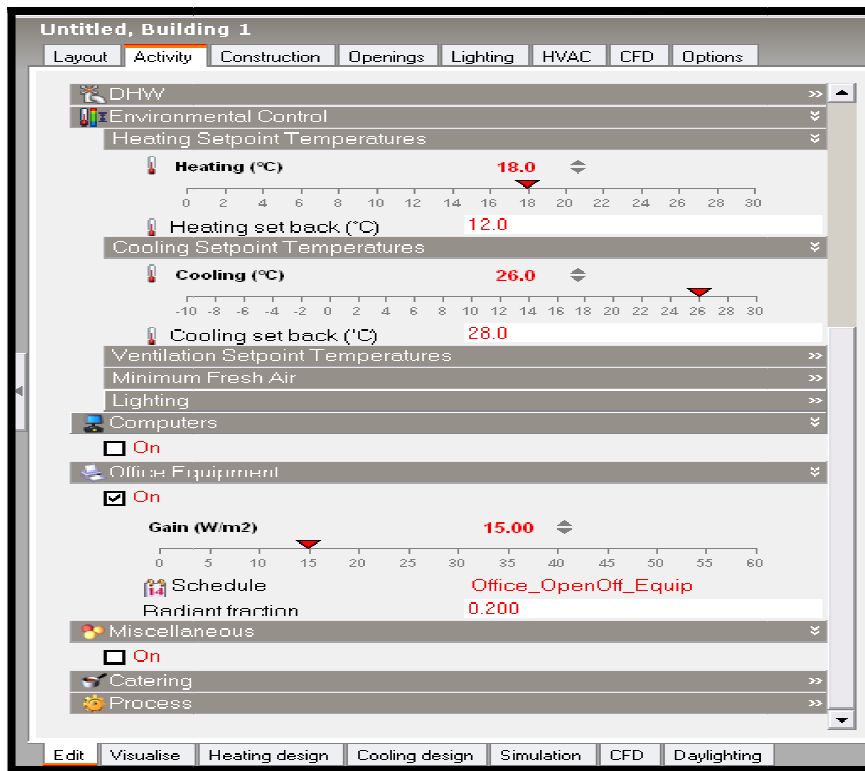 Untitled, Building 1
Layout Activity Construction Openings Lighting HVAC CFD Options
DHW »
Environmental Control
Heating Setpoint Temperatures
Heating (°C) 18.0
0 2 4 6 8 10 12 14 16 18 20 22 24 26 28 30
Heating set back (°C) 12.0
Cooling Setpoint Temperatures
Cooling (°C) 26.0
-10 -8 -6 -4 -2 0 2 4 6 8 10 12 14 16 18 20 22 24 26 28 30
Cooling set back (°C) 28.0
Ventilation Setpoint Temperatures »
Minimum Fresh Air »
Lighting »
Computers
On
Office Equipment
On
Gain (W/m2) 15.00
0 5 10 15 20 25 30 35 40 45 50 55 60
14 Schedule Office_OpenOff_Equip
Radiant fraction 0.200
Miscellaneous
On
Catering »
Process »
Edit Visualise Heating design Cooling design Simulation CFD Daylighting